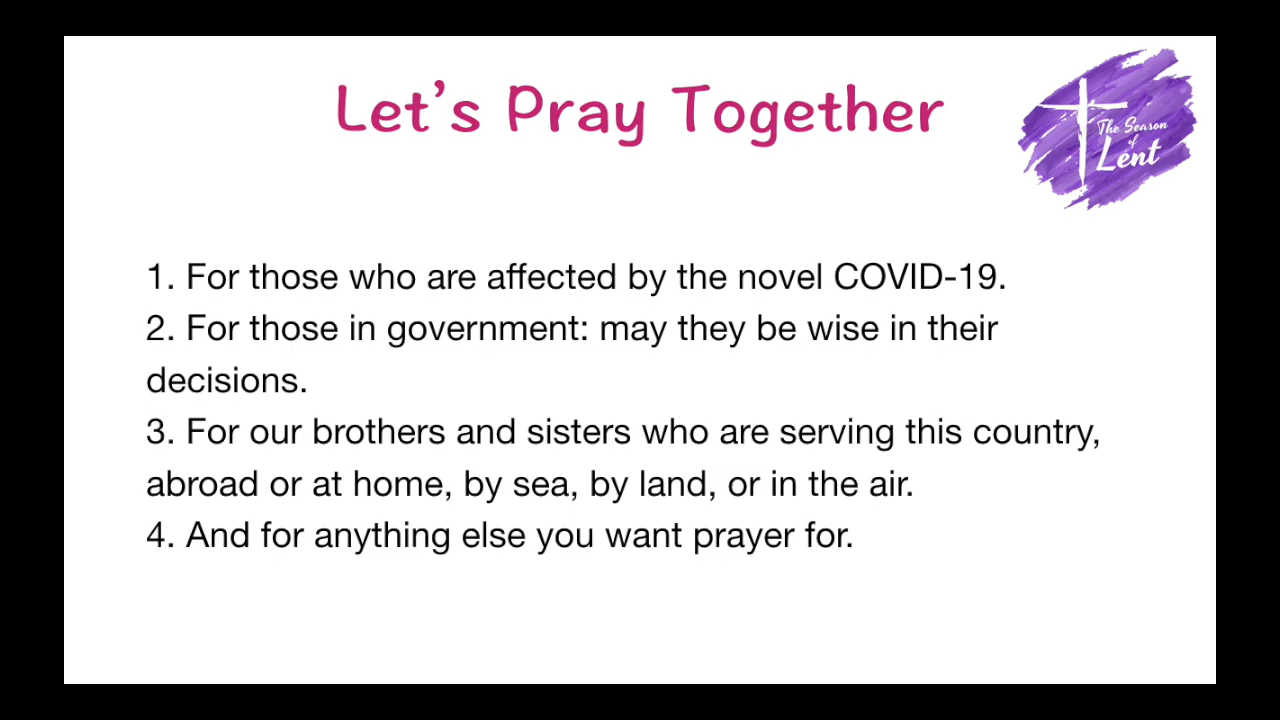 Let's Pray Together
The Season
of
Lent
1. For those who are affected by the novel COVID-19.
2. For those in government: may they be wise in their
decisions.
3. For our brothers and sisters who are serving this country,
abroad or at home, by sea, by land, or in the air.
4. And for anything else you want prayer for.